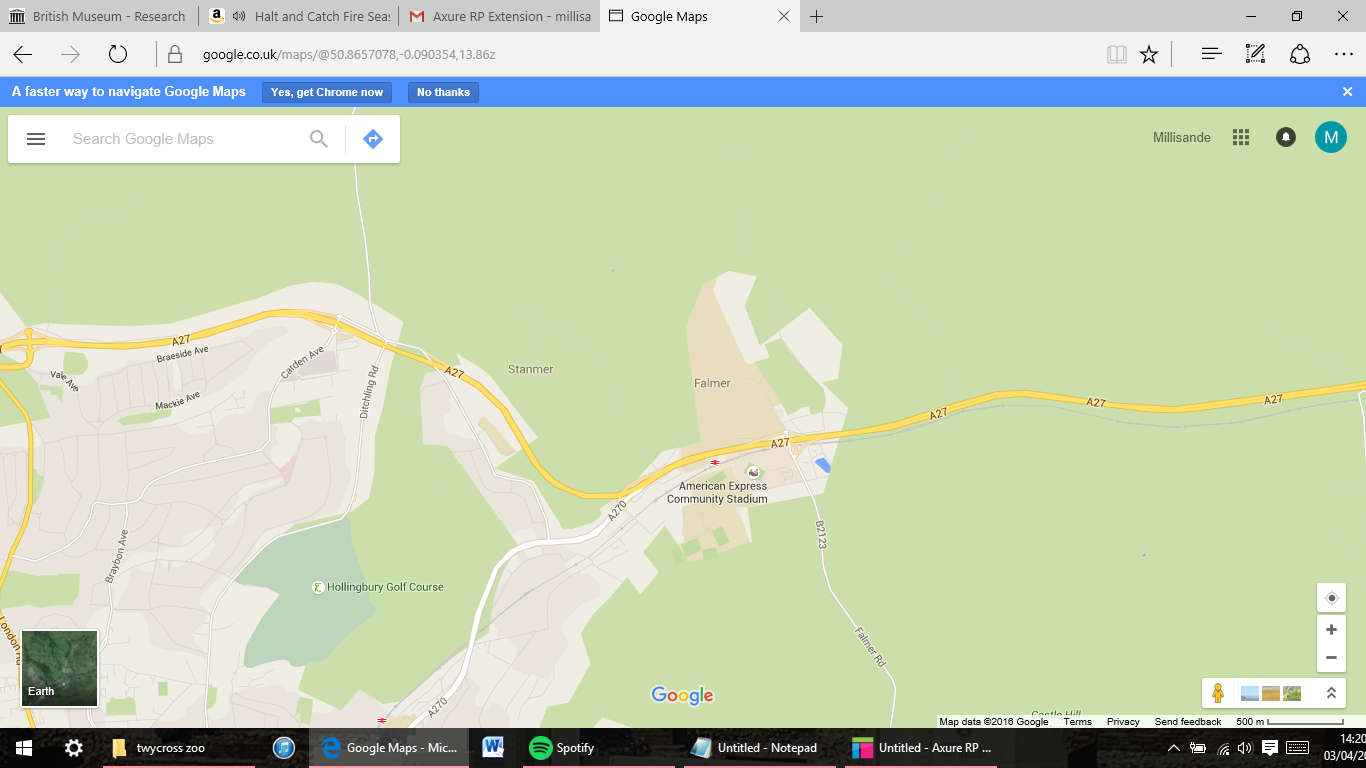 British Museum - Research
Halt and Catch Fire Sea
Axure RP Extension - millisa
Google Maps
google.co.uk/maps/@50.8657078,-0.090354,13.86z
A faster way to navigate Google Maps
Yes, get Chrome now
No thanks
Search Google Maps
Millisande
M
A27
Braeside Ave
Carden Ave
Vale Ave
Mackie Ave
Ditchling Rd
A27
Stanmer
Falmer
A27
A27
A27
A27
American Express
Community Stadium
A270
B2123
Braybon Ave
Hollingbury Golf Course
London Rd
Falmer Rd
Earth
A270
Google
Castle Hill
Map data ©2016 Google
Terms
Privacy
Send feedback
500 m
twycross zoo
Google Maps - Mic...
Spotify
Untitled - Notepad
Untitled - Axure RP ...
14:20
03/04/20